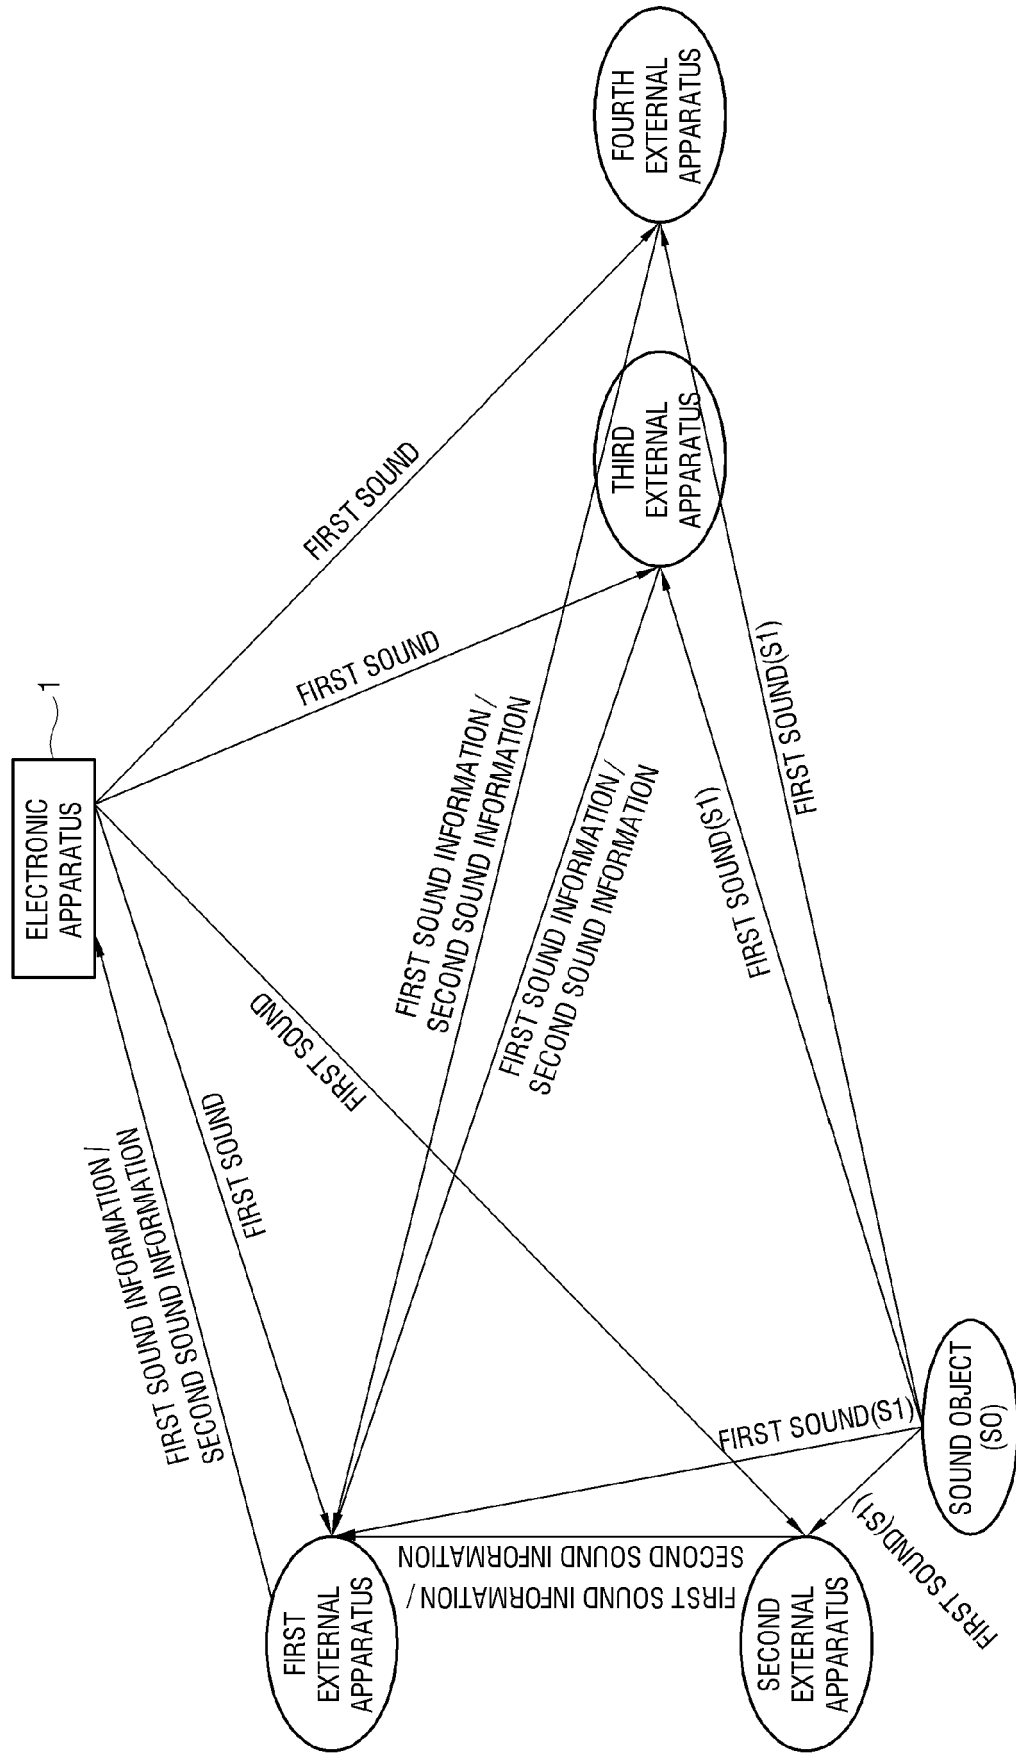 ELECTRONIC
APPARATUS
1
FIRST SOUND INFORMATION /
SECOND SOUND INFORMATION
FIRST SOUND
FIRST SOUND
FIRST SOUND
FIRST SOUND
FIRST
EXTERNAL
APPARATUS
FIRST SOUND INFORMATION /
SECOND SOUND INFORMATION
FIRST SOUND INFORMATION /
SECOND SOUND INFORMATION
FIRST SOUND INFORMATION /
SECOND SOUND INFORMATION
THIRD
EXTERNAL
APPARATUS
FOURTH
EXTERNAL
APPARATUS
SECOND
EXTERNAL
APPARATUS
FIRST SOUND(S1)
FIRST SOUND(S1)
FIRST SOUND(S1)
FIRST SOUND(S1)
SOUND OBJECT
(SO)